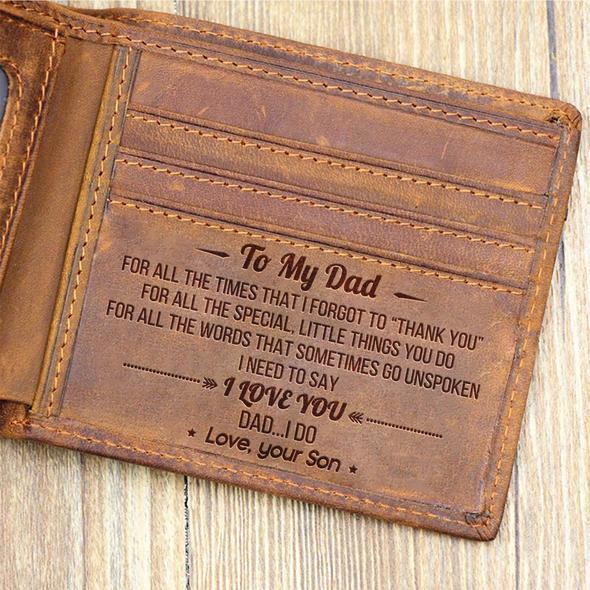 To My Dad
FOR ALL THE TIMES THAT I FORGOT TO "THANK YOU"
FOR ALL THE SPECIAL, LITTLE THINGS YOU DO
FOR ALL THE WORDS THAT SOMETIMES GO UNSPOKEN
I NEED TO SAY
I LOVE YOU
DAD...I DO
Love, your Son